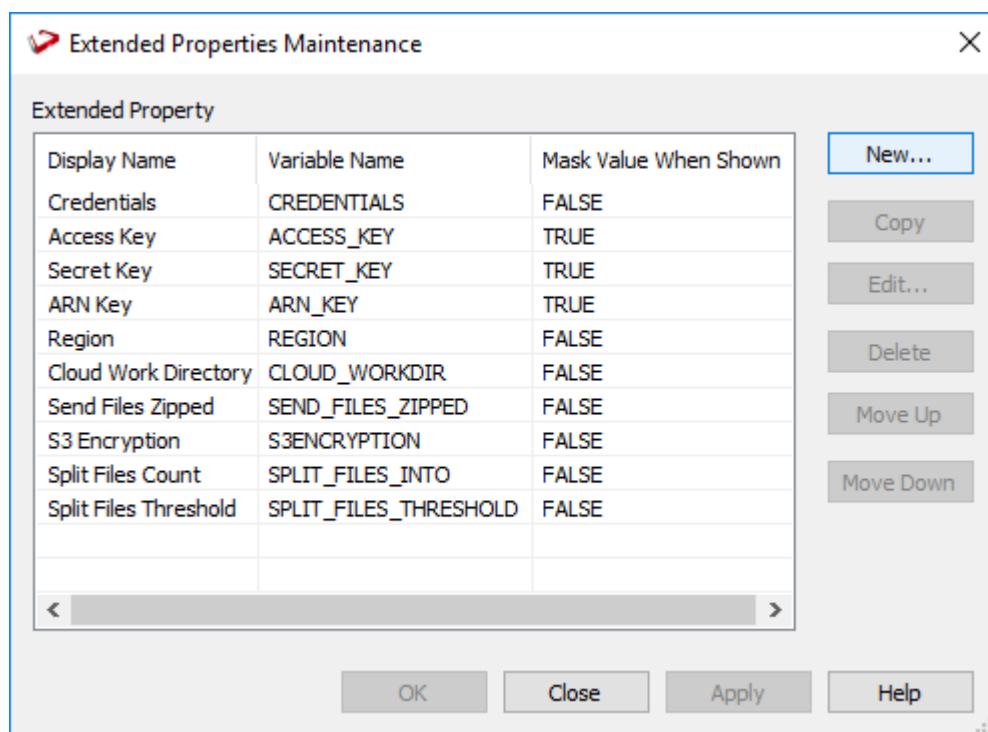 Extended Properties Maintenance
Extended Property
Display Name Variable Name Mask Value When Shown
Credentials CREDENTIALS FALSE
Access Key ACCESS_KEY TRUE
Secret Key SECRET_KEY TRUE
ARN Key ARN_KEY TRUE
Region REGION FALSE
Cloud Work Directory CLOUD_WORKDIR FALSE
Send Files Zipped SEND_FILES_ZIPPED FALSE
S3 Encryption S3ENCRYPTION FALSE
Split Files Count SPLIT_FILES_INTO FALSE
Split Files Threshold SPLIT_FILES_THRESHOLD FALSE
New...
Copy
Edit...
Delete
Move Up
Move Down
OK Close Apply Help